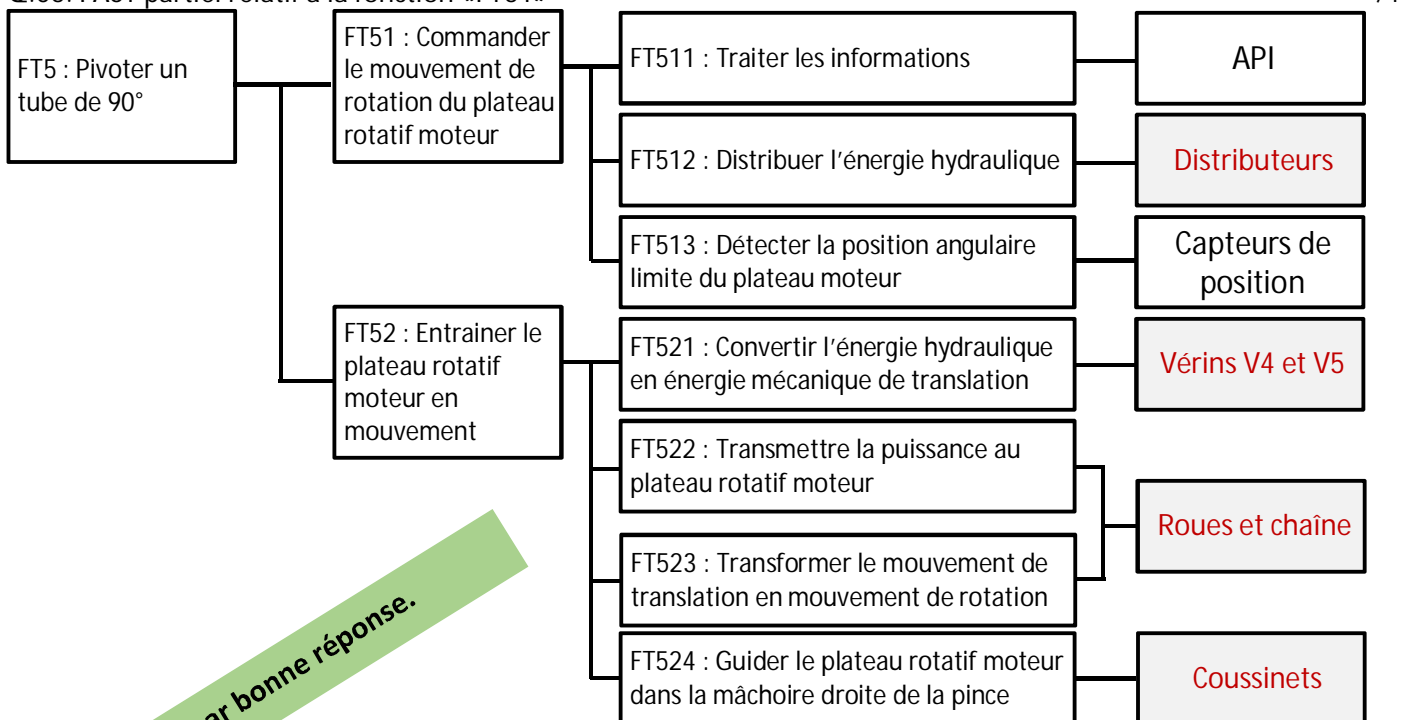 FT5 : Pivoter un
tube de 90°
FT51 : Commander
le mouvement de
rotation du plateau
rotatif moteur
FT511 : Traiter les informations
API
FT512 : Distribuer l’énergie hydraulique
Distributeurs
FT513 : Détecter la position angulaire
limite du plateau moteur
Capteurs de
position
FT52 : Entrainer le
plateau rotatif
moteur en
mouvement
FT521 : Convertir l’énergie hydraulique
en énergie mécanique de translation
Vérins V4 et V5
FT522 : Transmettre la puissance au
plateau rotatif moteur
Roues et chaîne
FT523 : Transformer le mouvement de
translation en mouvement de rotation
FT524 : Guider le plateau rotatif moteur
dans la mâchoire droite de la pince
Coussinets
bonne réponse.